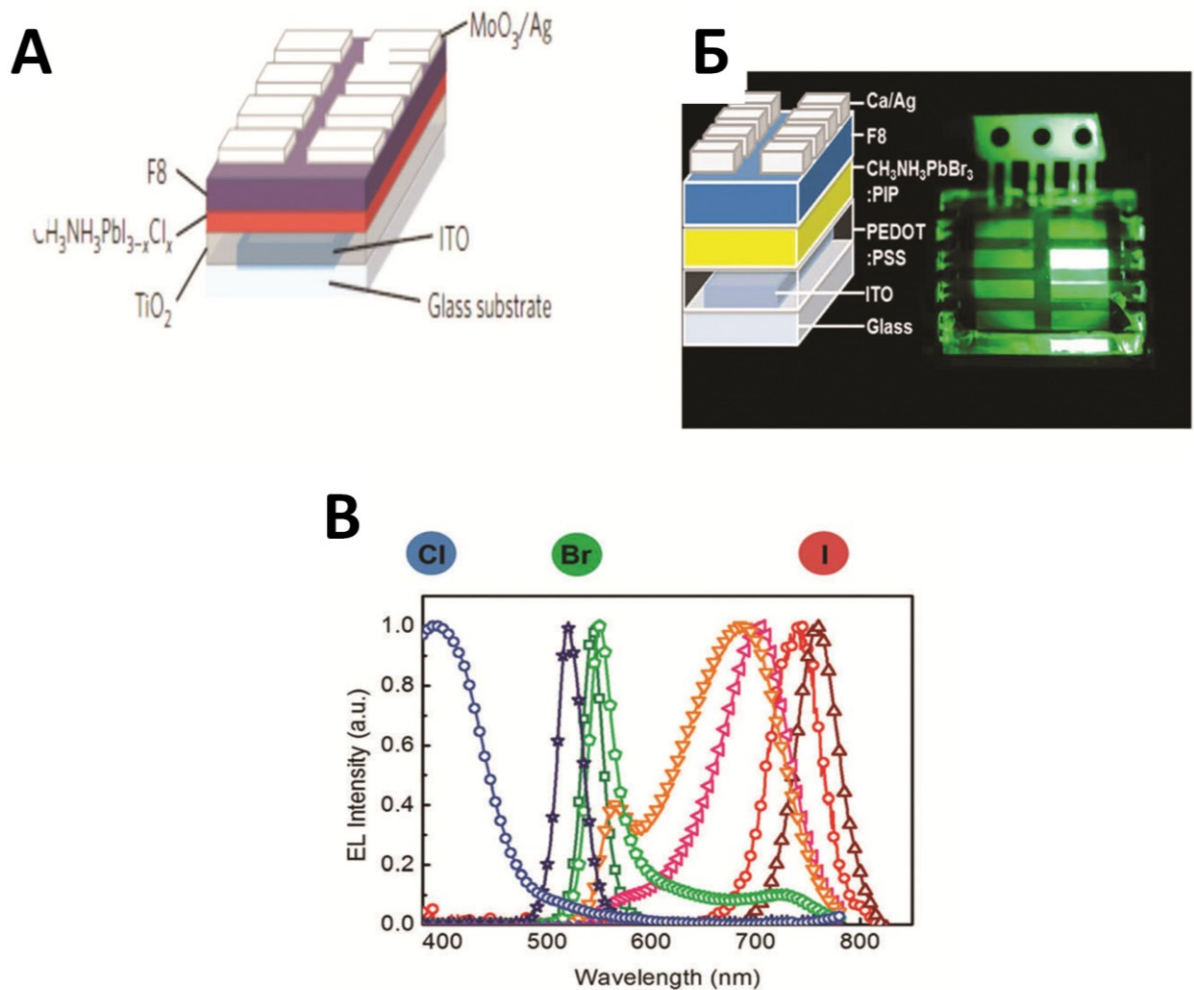 А
MoO₃/Ag
F8
CH₃NH₃PbI₃₋ₓClₓ
ITO
TiO₂
Glass substrate
Б
Ca/Ag
F8
CH₃NH₃PbBr₃
:PIP
PEDOT
:PSS
ITO
Glass
В
Cl
Br
I
1.0
0.8
0.6
0.4
0.2
0.0
EL Intensity (a.u.)
400
500
600
700
800
Wavelength (nm)